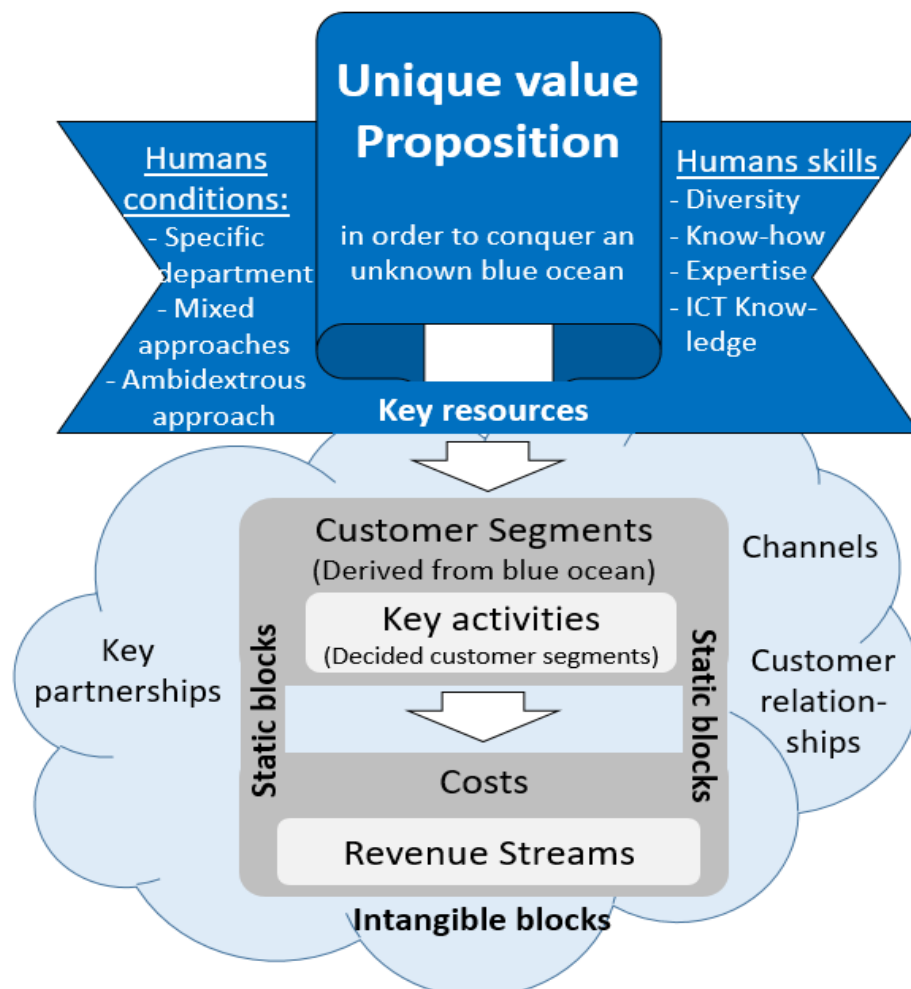 Unique value
Proposition
in order to conquer an
unknown blue ocean
Humans
conditions:
- Specific
department
- Mixed
approaches
- Ambidextrous
approach
Humans skills
- Diversity
- Know-how
- Expertise
- ICT Know-
ledge
Key resources
Customer Segments
(Derived from blue ocean)
Key activities
(Decided customer segments)
Static blocks
Static blocks
Costs
Revenue Streams
Key
partnerships
Channels
Customer
relation-
ships
Intangible blocks